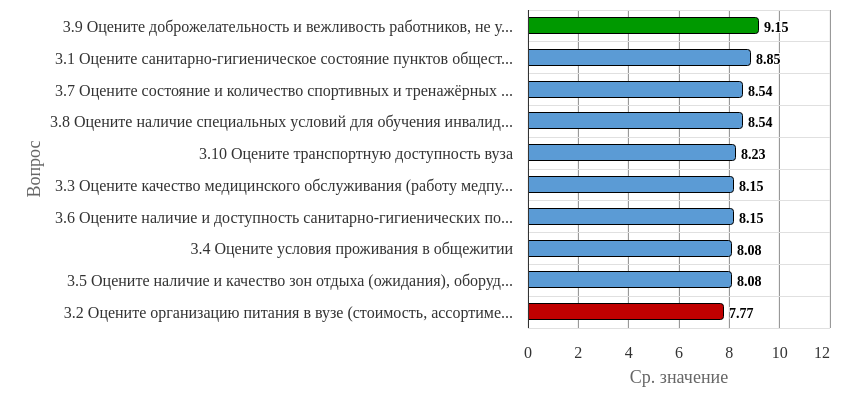 3.9 Оцените доброжелательность и вежливость работников, не у... 9.15
3.1 Оцените санитарно-гигиеническое состояние пунктов общест... 8.85
3.7 Оцените состояние и количество спортивных и тренажёрных ... 8.54
3.8 Оцените наличие специальных условий для обучения инвалид... 8.54
3.10 Оцените транспортную доступность вуза 8.23
3.3 Оцените качество медицинского обслуживания (работу медпу... 8.15
3.6 Оцените наличие и доступность санитарно-гигиенических по... 8.15
3.4 Оцените условия проживания в общежитии 8.08
3.5 Оцените наличие и качество зон отдыха (ожидания), оборуд... 8.08
3.2 Оцените организацию питания в вузе (стоимость, ассортиме... 7.77
Вопрос
0 2 4 6 8 10 12
Ср. значение